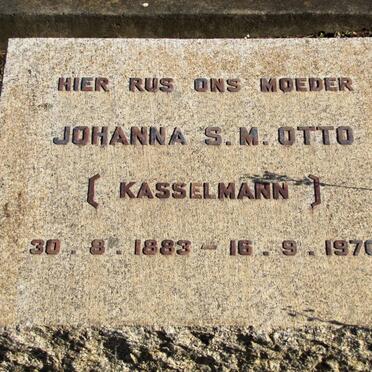 HIER RUS ONS MOEDER
JOHANNA S.M. OTTO
[ KASSELMANN ]
30 . 8 . 1883 – 16 . 9 . 1970